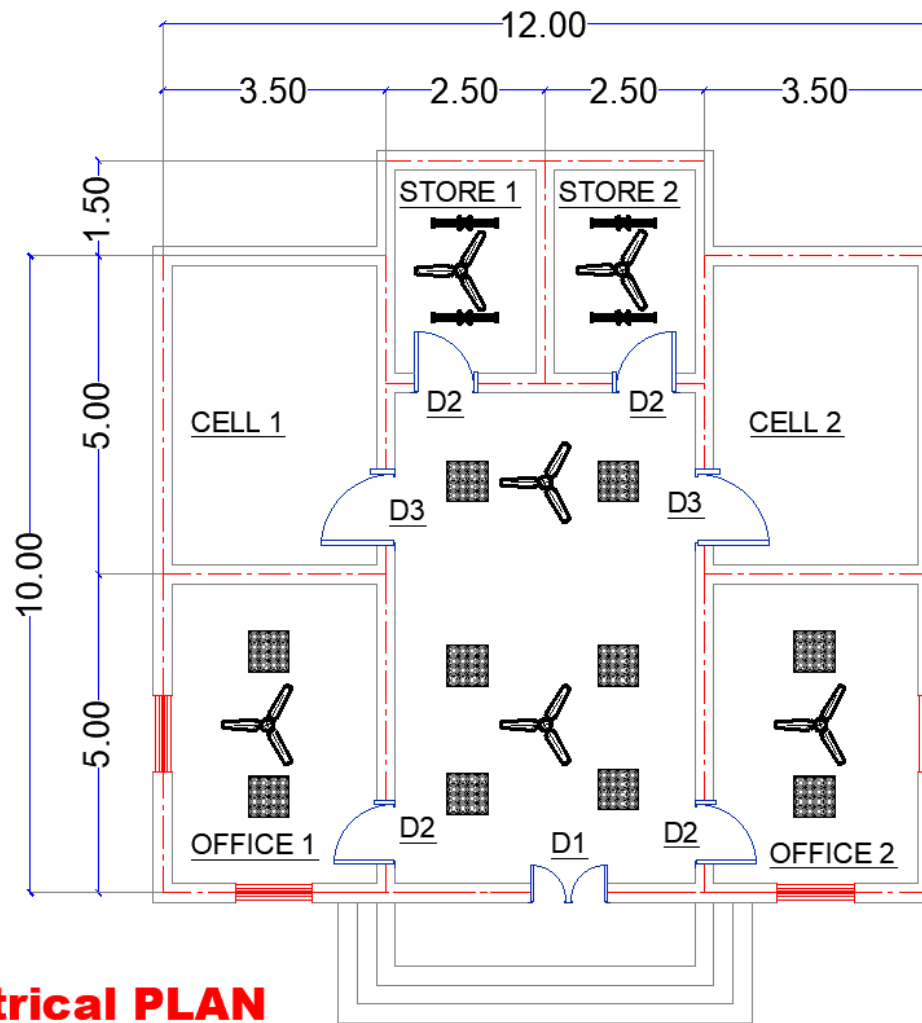 12.00
3.50 2.50 2.50 3.50
1.50
STORE 1 STORE 2
D2 D2
5.00
CELL 1 CELL 2
D3 D3
10.00
5.00
D2 D1 D2
OFFICE 1 OFFICE 2
trical PLAN